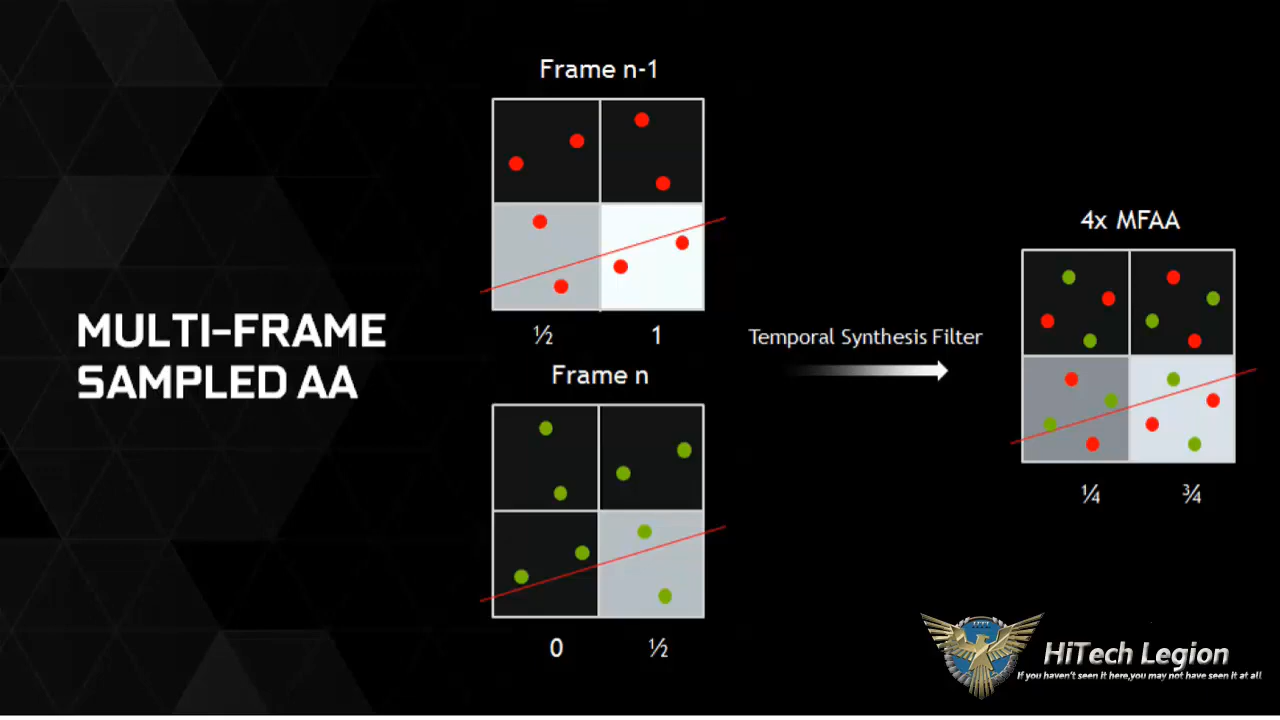 MULTI-FRAME
SAMPLED AA
Frame n-1
½ 1
Frame n
0 ½
Temporal Synthesis Filter
4x MFAA
¼ ¾
HiTech Legion
If you haven't seen it here,you may not have seen it at all